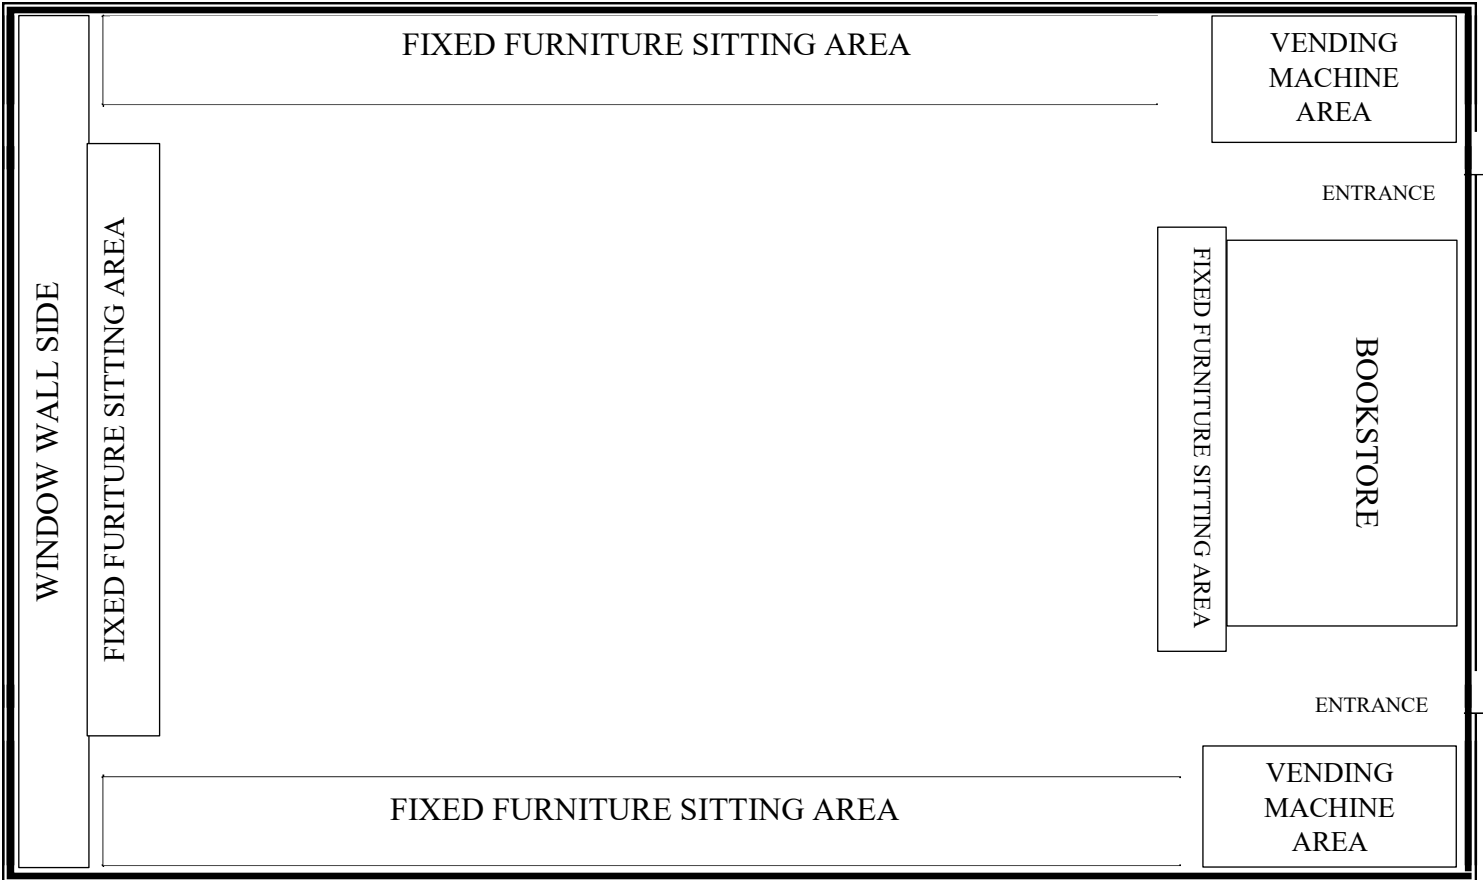 FIXED FURNITURE SITTING AREA
VENDING
MACHINE
AREA
ENTRANCE
WINDOW WALL SIDE
FIXED FURITURE SITTING AREA
FIXED FURNITURE SITTING AREA
BOOKSTORE
ENTRANCE
FIXED FURNITURE SITTING AREA
VENDING
MACHINE
AREA